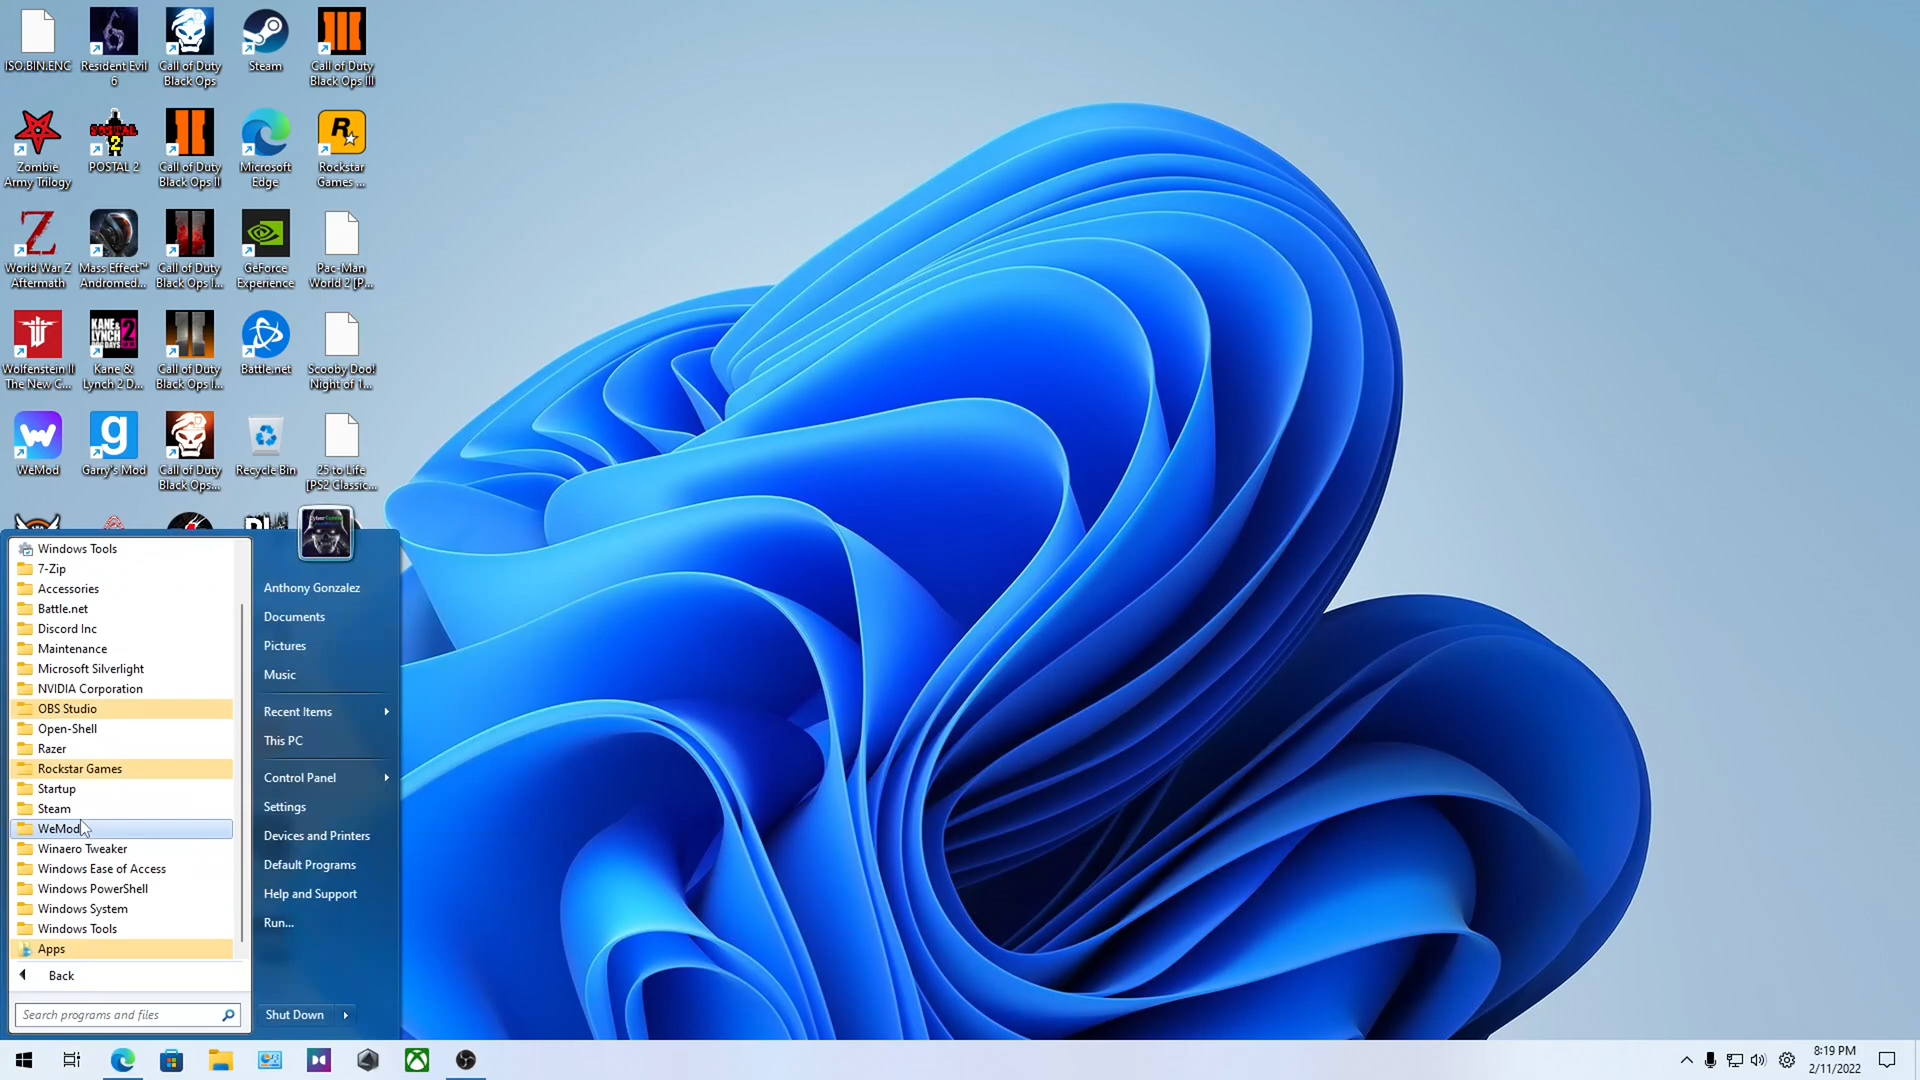 ISO.BIN.ENC
Resident Evil
6
Call of Duty
Black Ops
Steam
Call of Duty
Black Ops III
Zombie
Army Trilogy
POSTAL 2
Call of Duty
Black Ops II
Microsoft
Edge
Rockstar
Games ...
World War Z
Aftermath
Mass Effect™
Andromed...
Call of Duty
Black Ops I...
GeForce
Experience
Pac-Man
World 2 [P...
Wolfenstein II
The New C...
KANE &
LYNCH 2
Kane &
Lynch 2 D...
Call of Duty
Black Ops I...
Battle.net
Scooby Doo!
Night of 1...
WeMod
Garry's Mod
Call of Duty
Black Ops...
Recycle Bin
25 to Life
[PS2 Classic...
Windows Tools
7-Zip
Accessories
Battle.net
Discord Inc
Maintenance
Microsoft Silverlight
NVIDIA Corporation
OBS Studio
Open-Shell
Razer
Rockstar Games
Startup
Steam
WeMod
Winaero Tweaker
Windows Ease of Access
Windows PowerShell
Windows System
Windows Tools
Apps
Back
Search programs and files
Anthony Gonzalez
Documents
Pictures
Music
Recent Items
This PC
Control Panel
Settings
Devices and Printers
Default Programs
Help and Support
Run...
Shut Down
8:19 PM
2/11/2022